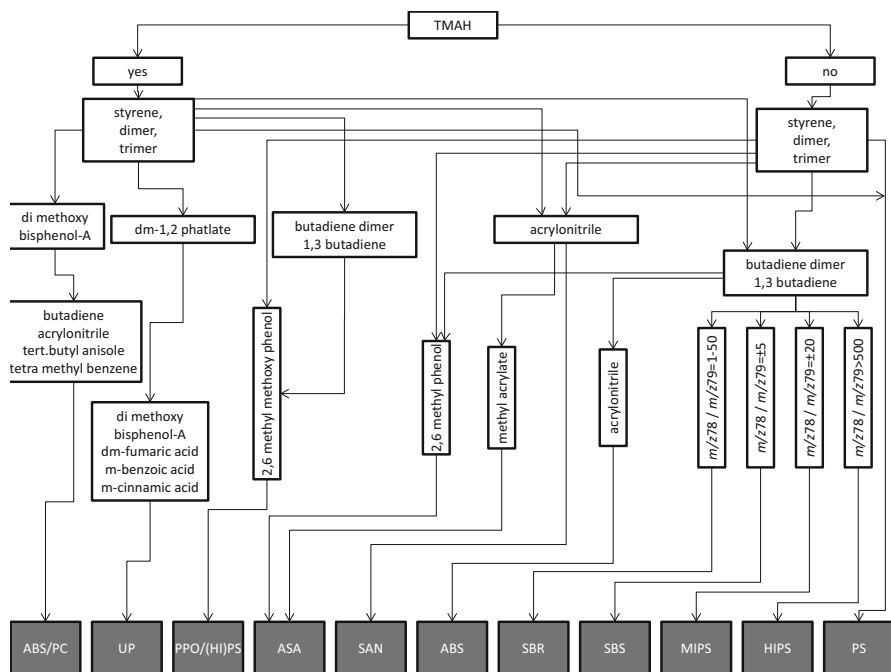 TMAH
yes
no
styrene,
dimer,
trimer
styrene,
dimer,
trimer
di methoxy
bisphenol-A
dm-1,2 phatlate
butadiene dimer
1,3 butadiene
acrylonitrile
butadiene dimer
1,3 butadiene
butadiene
acrylonitrile
tert.butyl anisole
tetra methyl benzene
2,6 methyl methoxy phenol
2,6 methyl phenol
methyl acrylate
acrylonitrile
m/z78 / m/z79=1-50
m/z78 / m/z79=±5
m/z78 / m/z79=±20
m/z78 / m/z79>500
di methoxy
bisphenol-A
dm-fumaric acid
m-benzoic acid
m-cinnamic acid
ABS/PC
UP
PPO/(HI)PS
ASA
SAN
ABS
SBR
SBS
MIPS
HIPS
PS